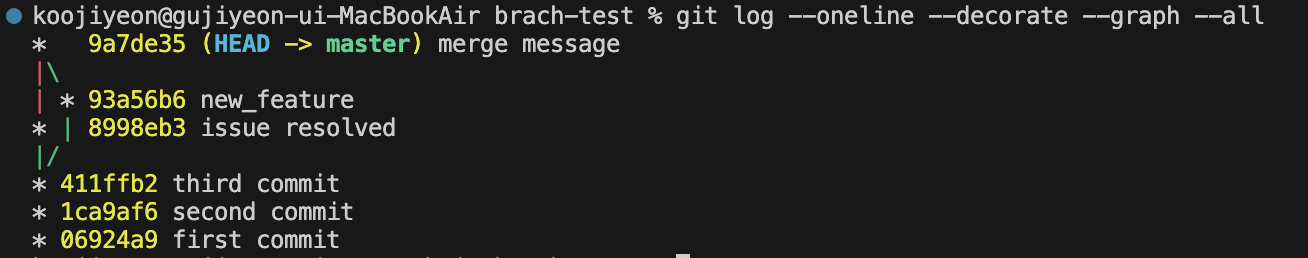 koojiyeon@gujiyeon-ui-MacBookAir brach-test % git log --oneline --decorate --graph --all
*   9a7de35 (HEAD -> master) merge message
|\
| * 93a56b6 new_feature
* | 8998eb3 issue resolved
|/
* 411ffb2 third commit
* 1ca9af6 second commit
* 06924a9 first commit